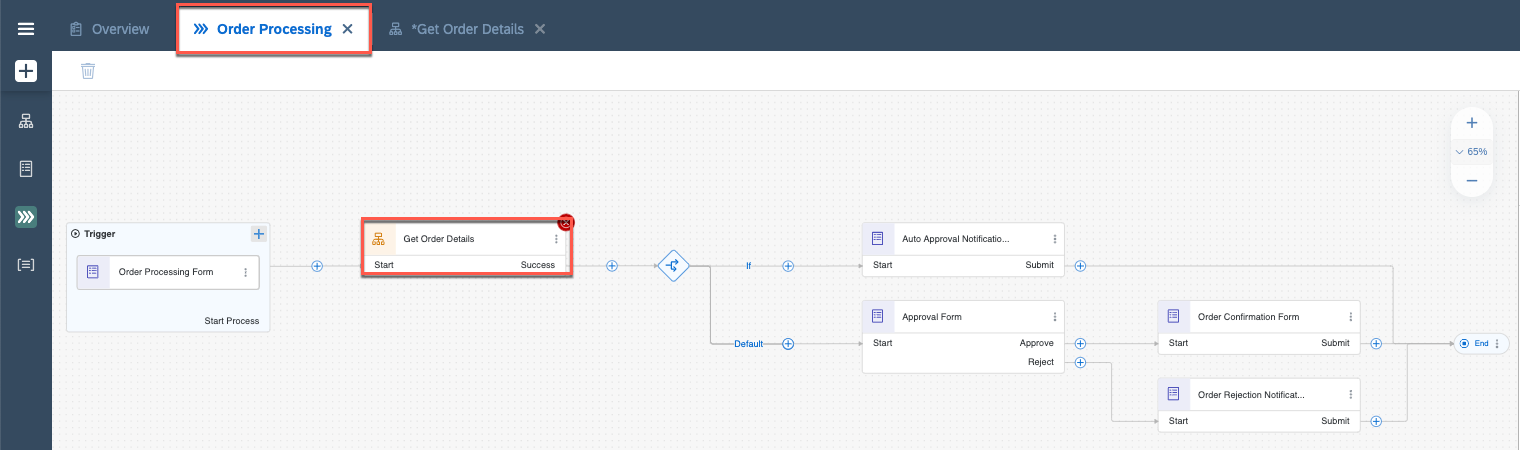 Overview
Order Processing
*Get Order Details
65%
Trigger
Order Processing Form
Start Process
Get Order Details
Start
Success
If
Default
Auto Approval Notificatio...
Start
Submit
Approval Form
Start
Approve
Reject
Order Confirmation Form
Start
Submit
Order Rejection Notificat...
Start
Submit
End